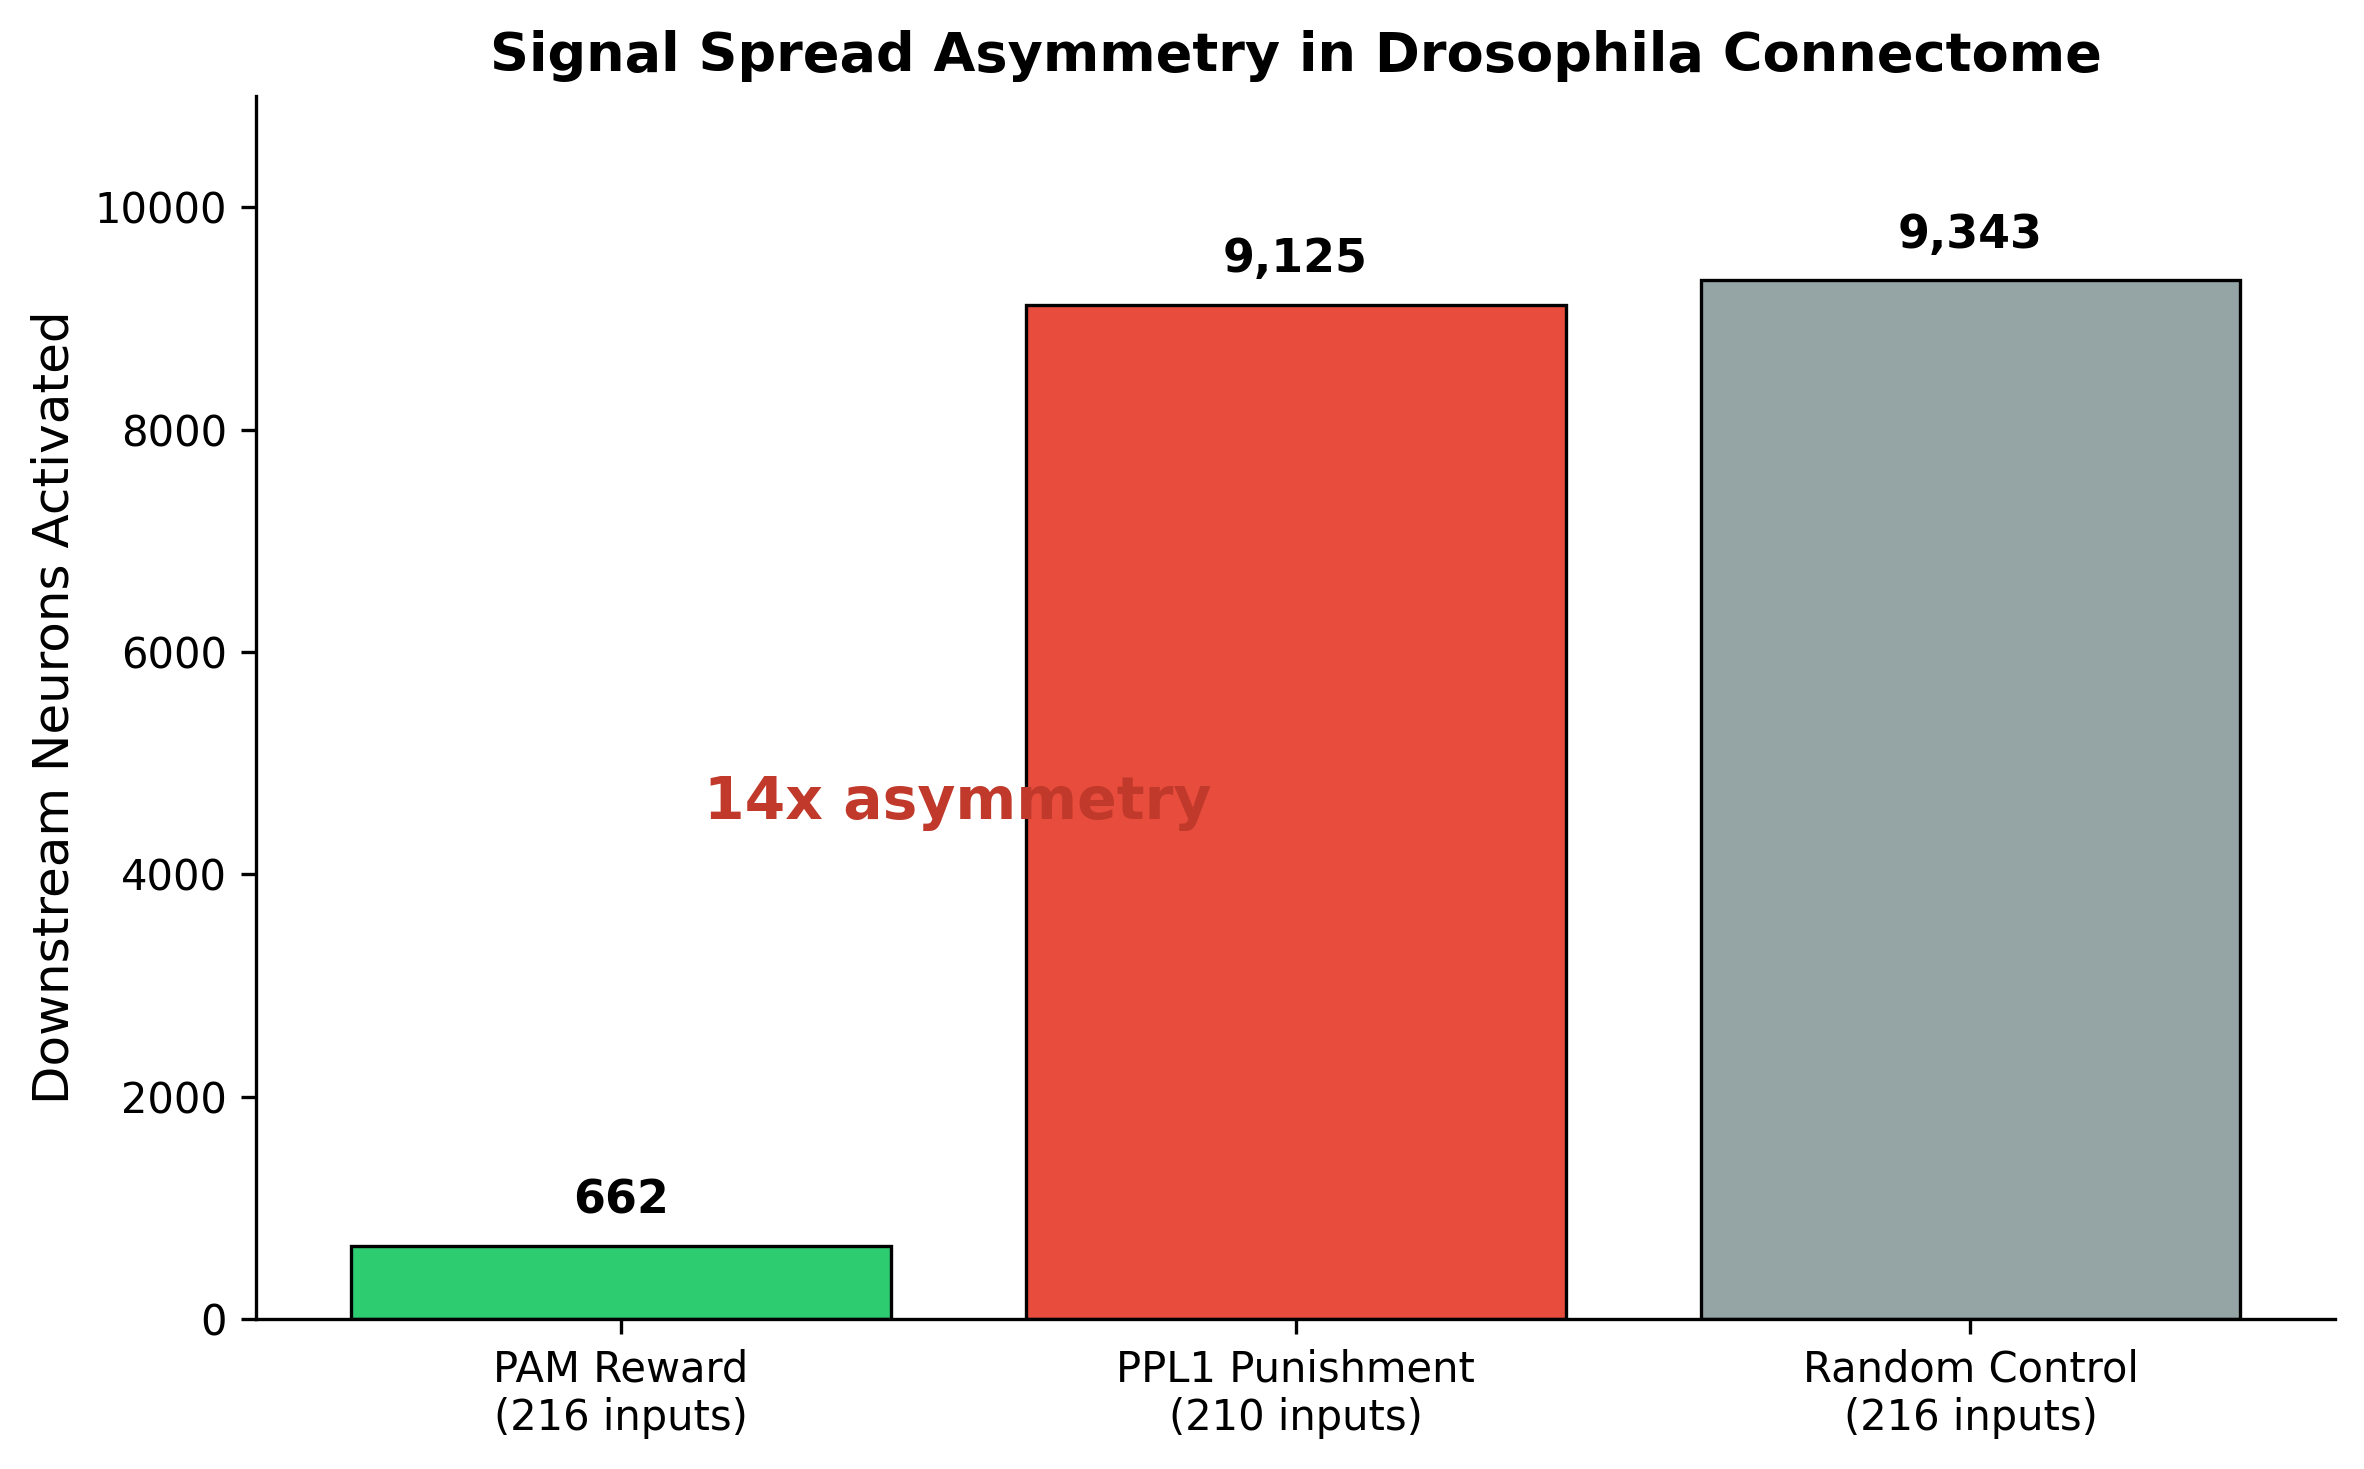 Signal Spread Asymmetry in Drosophila Connectome
Downstream Neurons Activated
10000
8000
6000
4000
2000
0
662
14x asymmetry
9,125
9,343
PAM Reward
(216 inputs)
PPL1 Punishment
(210 inputs)
Random Control
(216 inputs)